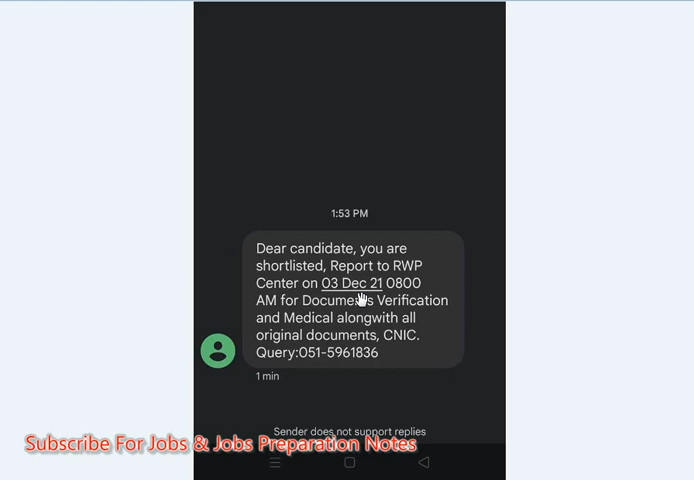 1:53 PM
Dear candidate, you are
shortlisted, Report to RWP
Center on 03 Dec 21 0800
AM for Documents Verification
and Medical alongwith all
original documents, CNIC.
Query:051-5961836
1 min
Sender does not support replies
Subscribe For Jobs & Jobs Preparation Notes